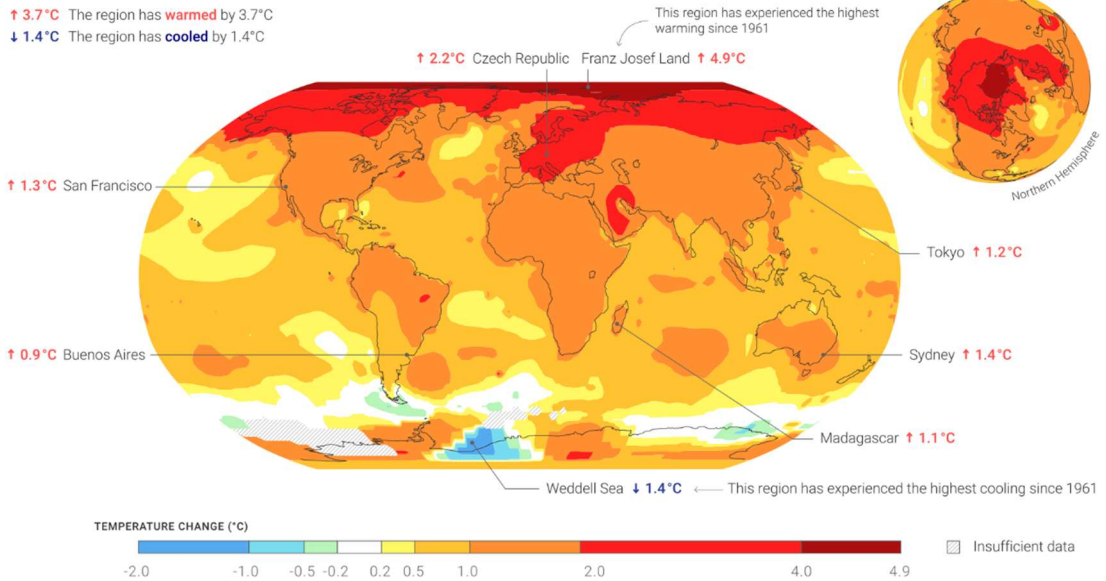 ↑ 3.7°C The region has warmed by 3.7°C
↓ 1.4°C The region has cooled by 1.4°C
This region has experienced the highest
warming since 1961
↑ 2.2°C Czech Republic
Franz Josef Land ↑ 4.9°C
Northern Hemisphere
↑ 1.3°C San Francisco
Tokyo ↑ 1.2°C
↑ 0.9°C Buenos Aires
Sydney ↑ 1.4°C
Madagascar ↑ 1.1°C
Weddell Sea ↓ 1.4°C
This region has experienced the highest cooling since 1961
TEMPERATURE CHANGE (°C)
Insufficient data
-2.0 -1.0 -0.5 -0.2 0.2 0.5 1.0 2.0 4.0 4.9